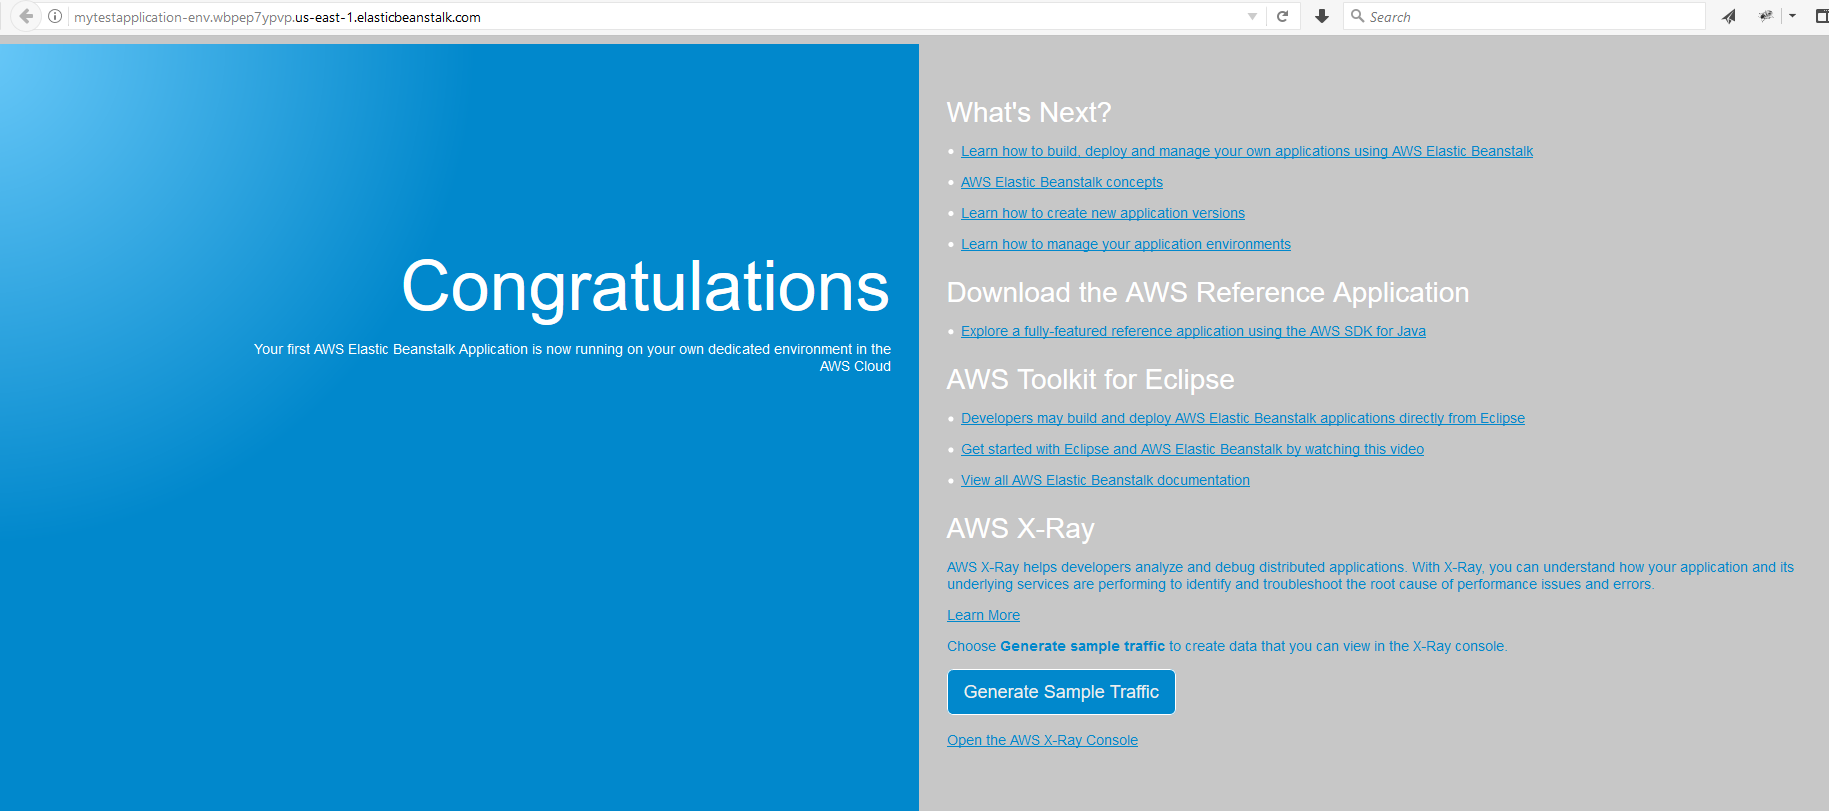 mytestapplication-env.wbpep7ypvp.us-east-1.elasticbeanstalk.com
Search
Congratulations
Your first AWS Elastic Beanstalk Application is now running on your own dedicated environment in the
AWS Cloud
What's Next?
Learn how to build, deploy and manage your own applications using AWS Elastic Beanstalk
AWS Elastic Beanstalk concepts
Learn how to create new application versions
Learn how to manage your application environments
Download the AWS Reference Application
Explore a fully-featured reference application using the AWS SDK for Java
AWS Toolkit for Eclipse
Developers may build and deploy AWS Elastic Beanstalk applications directly from Eclipse
Get started with Eclipse and AWS Elastic Beanstalk by watching this video
View all AWS Elastic Beanstalk documentation
AWS X-Ray
AWS X-Ray helps developers analyze and debug distributed applications. With X-Ray, you can understand how your application and its
underlying services are performing to identify and troubleshoot the root cause of performance issues and errors.
Learn More
Choose Generate sample traffic to create data that you can view in the X-Ray console.
Generate Sample Traffic
Open the AWS X-Ray Console